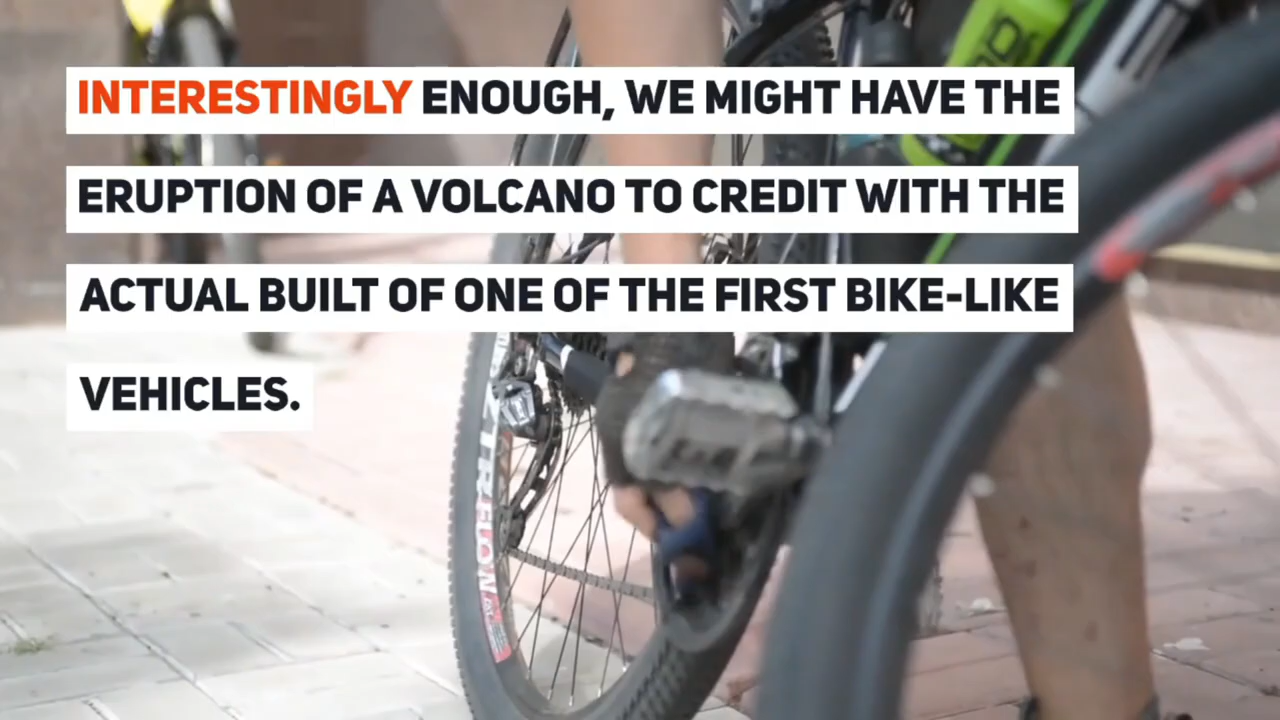 INTERESTINGLY ENOUGH, WE MIGHT HAVE THE
ERUPTION OF A VOLCANO TO CREDIT WITH THE
ACTUAL BUILT OF ONE OF THE FIRST BIKE-LIKE
VEHICLES.